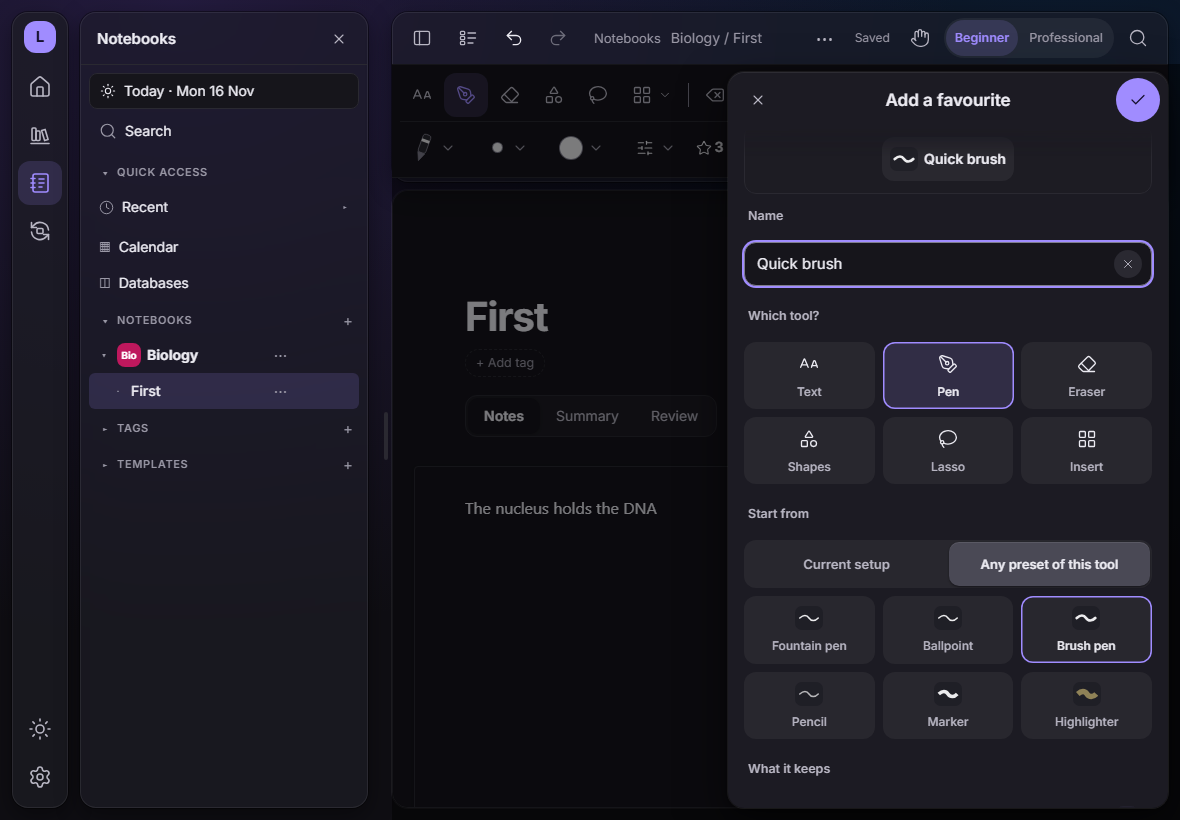 L
Notebooks
Today · Mon 16 Nov
Search
QUICK ACCESS
Recent
Calendar
Databases
NOTEBOOKS
Bio Biology
First
TAGS
TEMPLATES
Notebooks Biology / First
Saved
Beginner Professional
AA
3
First
+ Add tag
Notes Summary Review
The nucleus holds the DNA
Add a favourite
Quick brush
Name
Quick brush
Which tool?
AA
Text Pen Eraser
Shapes Lasso Insert
Start from
Current setup Any preset of this tool
Fountain pen Ballpoint Brush pen
Pencil Marker Highlighter
What it keeps